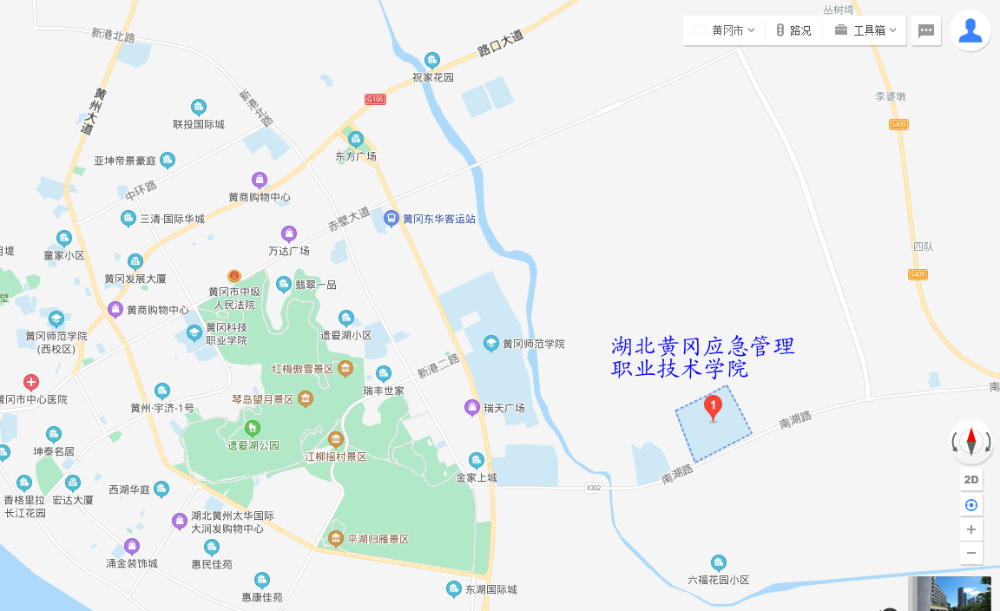 丛树塆
新港北路
黄冈市
路况
工具箱
路口大道
祝家花园
黄州大道
新港北路
G106
李婆墩
联投国际城
S409
东方广场
亚坤帝景豪庭
中环路
黄商购物中心
三清·国际华城
赤壁大道
黄冈东华客运站
童家小区
万达广场
月堤
四队
黄冈发展大厦
S409
黄冈市中级
人民法院
翡翠一品
壁
黄商购物中心
黄冈师范学院
(西校区)
黄冈科技
职业学院
遗爱湖小区
黄冈师范学院
湖北黄冈应急管理
职业技术学院
红梅傲雪景区
新港二路
瑞丰世家
南
黄冈市中心医院
琴岛望月景区
黄州·宇济-1号
瑞天广场
1
南湖路
坤泰名居
遗爱湖公园
江柳摇村景区
金家上城
南湖路
2D
西湖华庭
X302
香格里拉
长江花园
宏达大厦
湖北黄州太华国际
大润发购物中心
平湖归雁景区
涌金装饰城
惠民佳苑
六福花园小区
惠康佳苑
东湖国际城